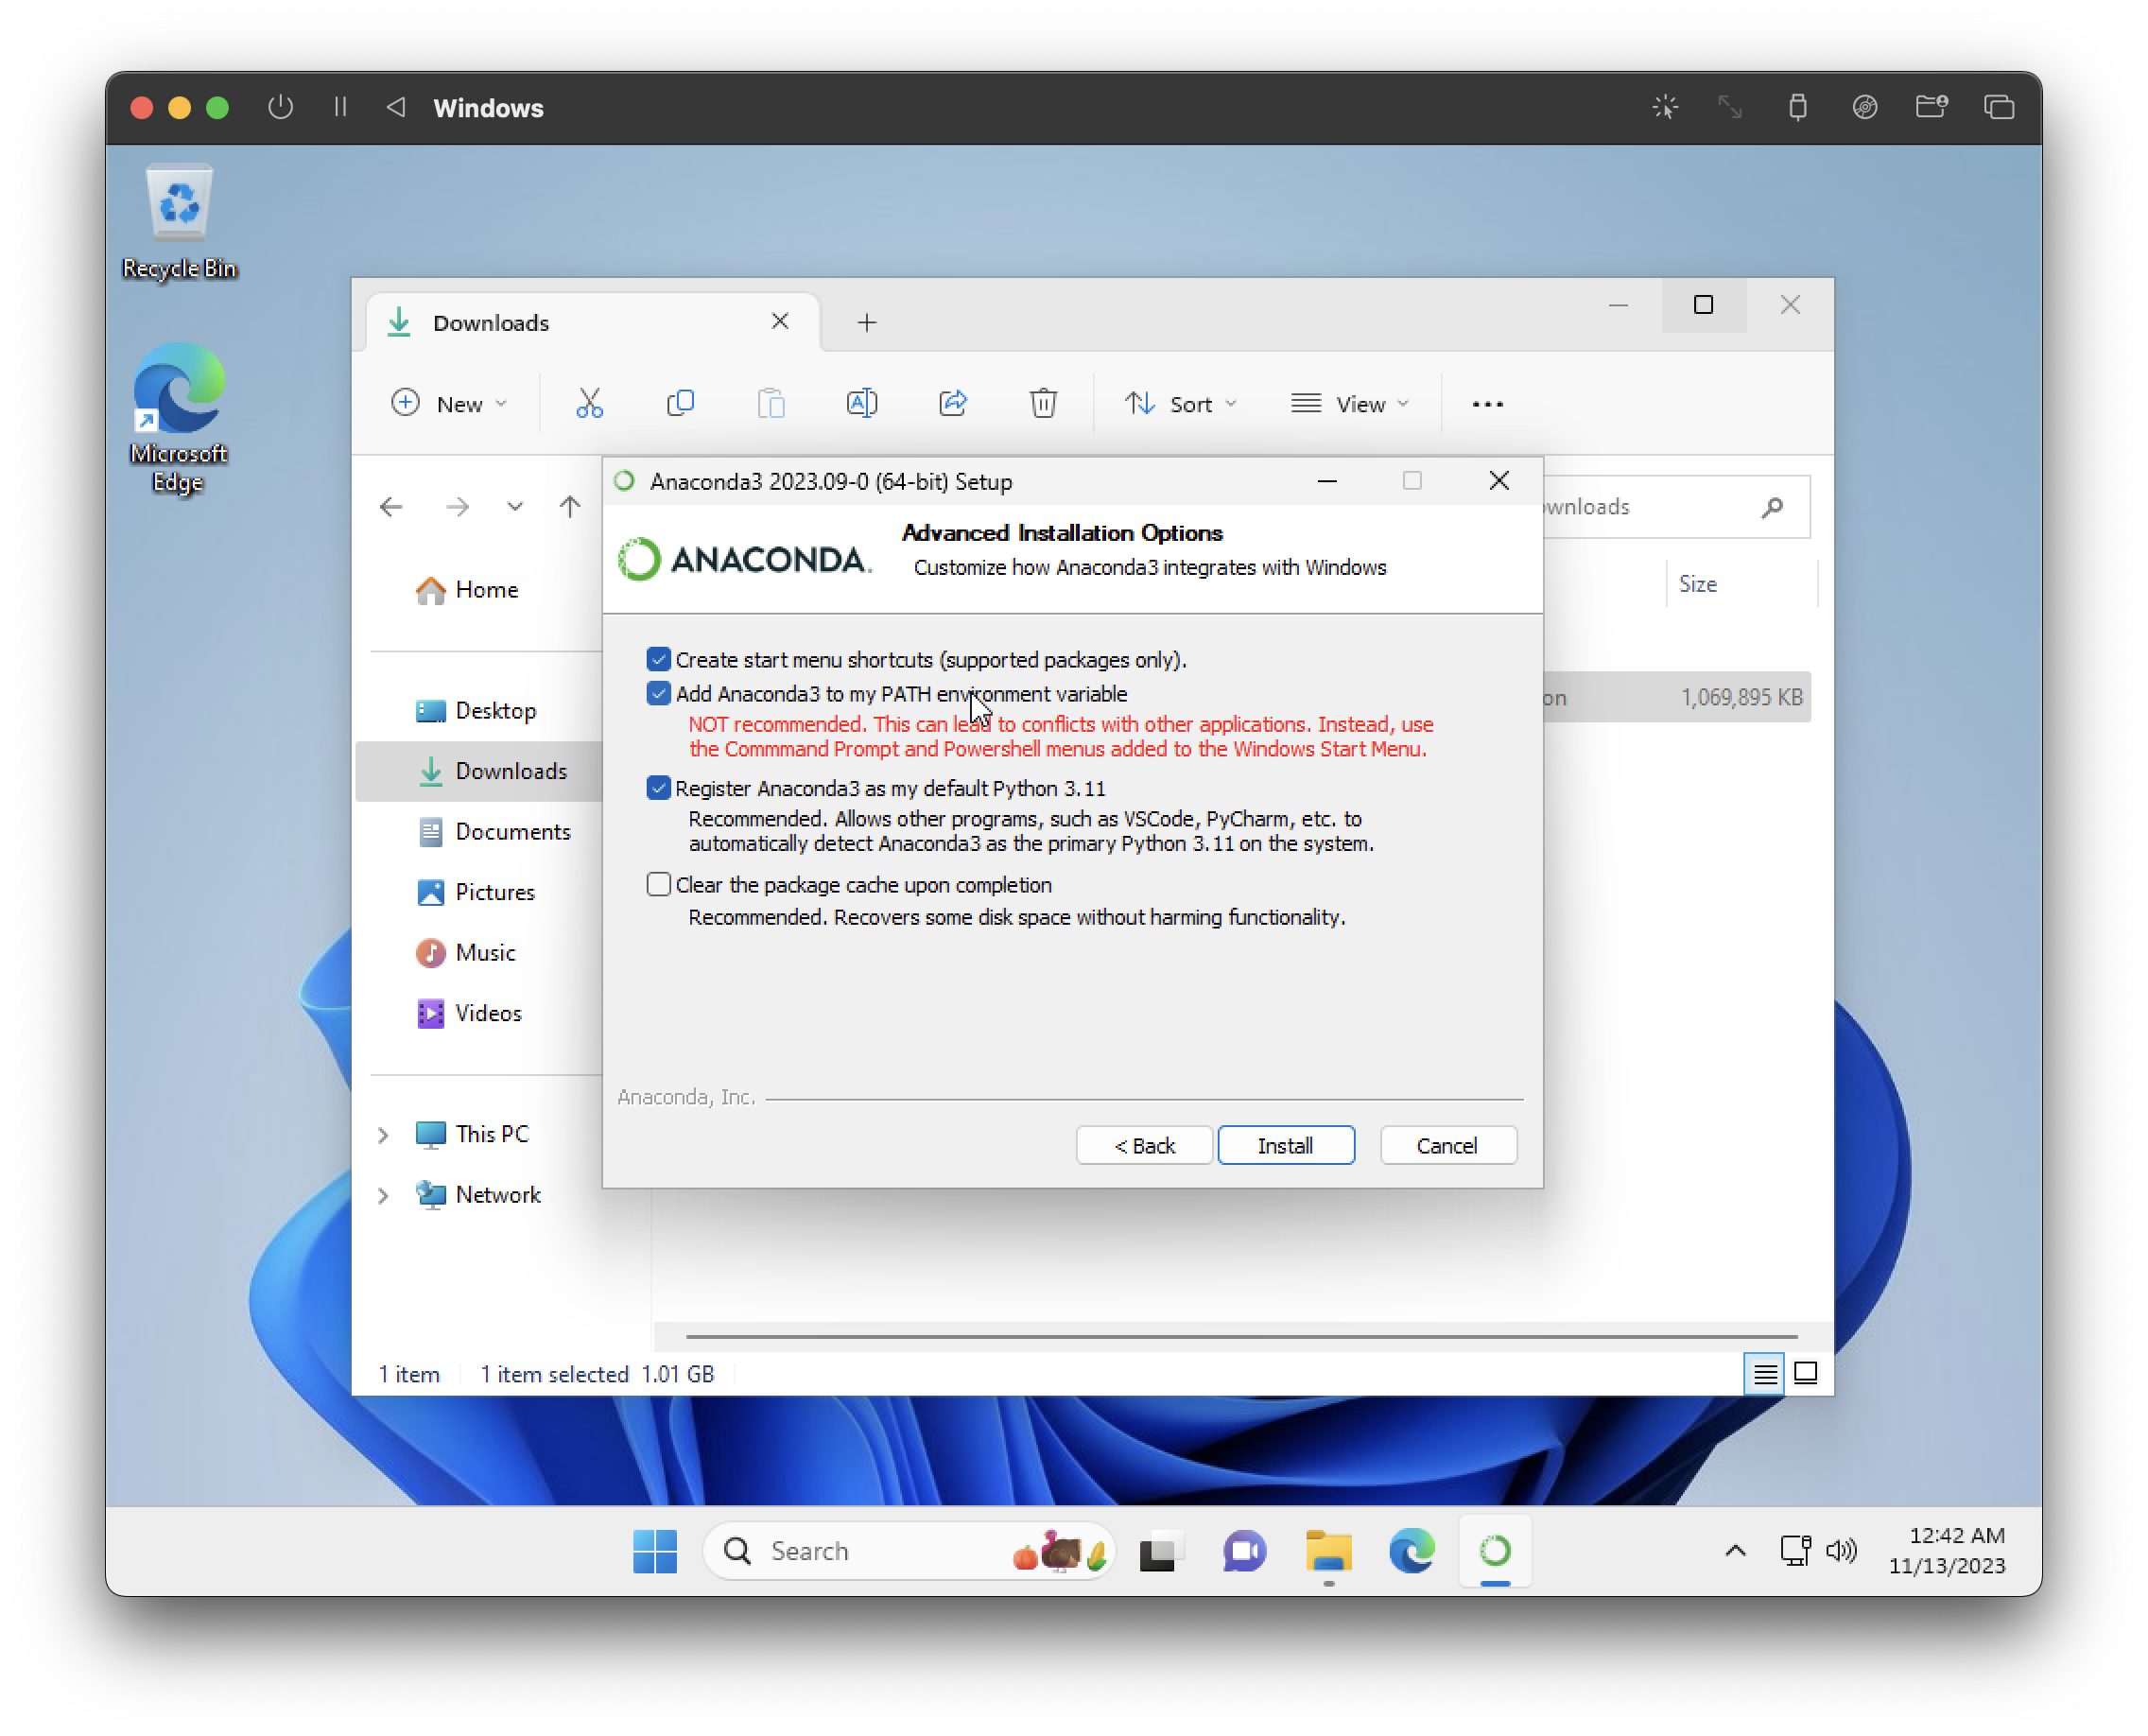 Windows
Recycle Bin
Microsoft
Edge
Downloads
New
Sort
View
Anaconda3 2023.09-0 (64-bit) Setup
ANACONDA.
Advanced Installation Options
Customize how Anaconda3 integrates with Windows
wnloads
Size
on
1,069,895 KB
Home
Desktop
Downloads
Documents
Pictures
Music
Videos
This PC
Network
Create start menu shortcuts (supported packages only).
Add Anaconda3 to my PATH environment variable
NOT recommended. This can lead to conflicts with other applications. Instead, use
the Commmand Prompt and Powershell menus added to the Windows Start Menu.
Register Anaconda3 as my default Python 3.11
Recommended. Allows other programs, such as VSCode, PyCharm, etc. to
automatically detect Anaconda3 as the primary Python 3.11 on the system.
Clear the package cache upon completion
Recommended. Recovers some disk space without harming functionality.
Anaconda, Inc.
< Back
Install
Cancel
1 item
1 item selected 1.01 GB
Search
12:42 AM
11/13/2023